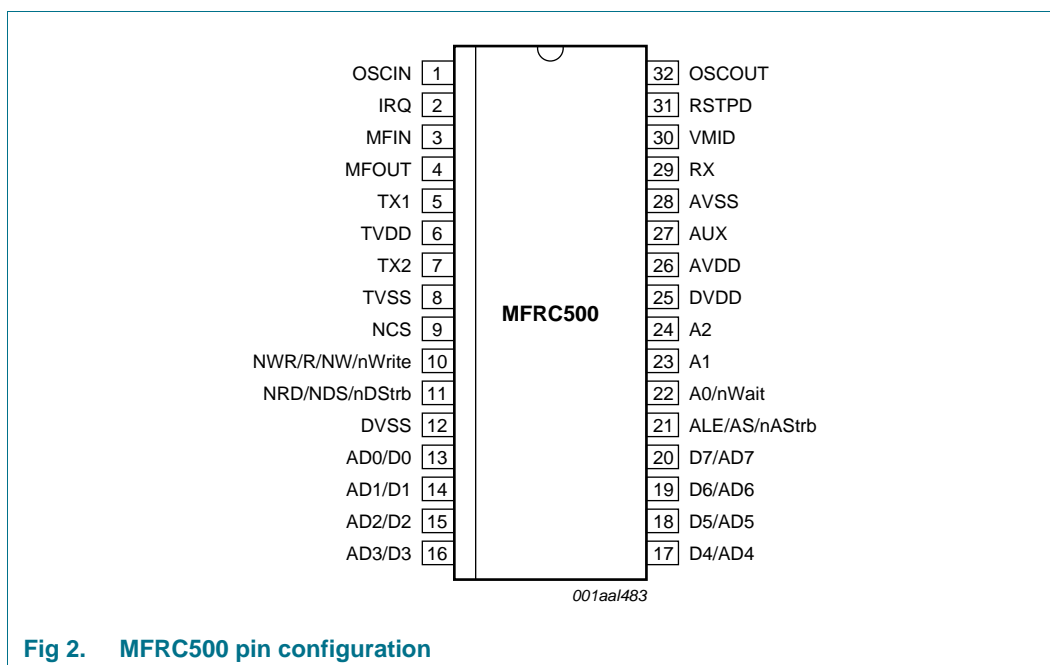 OSCIN 1 32 OSCOUT
IRQ 2 31 RSTPD
MFIN 3 30 VMID
MFOUT 4 29 RX
TX1 5 28 AVSS
TVDD 6 27 AUX
TX2 7 26 AVDD
TVSS 8 25 DVDD
MFRC500
NCS 9 24 A2
NWR/R/NW/nWrite 10 23 A1
NRD/NDS/nDStrb 11 22 A0/nWait
DVSS 12 21 ALE/AS/nAStrb
AD0/D0 13 20 D7/AD7
AD1/D1 14 19 D6/AD6
AD2/D2 15 18 D5/AD5
AD3/D3 16 17 D4/AD4
001aal483
Fig 2. MFRC500 pin configuration